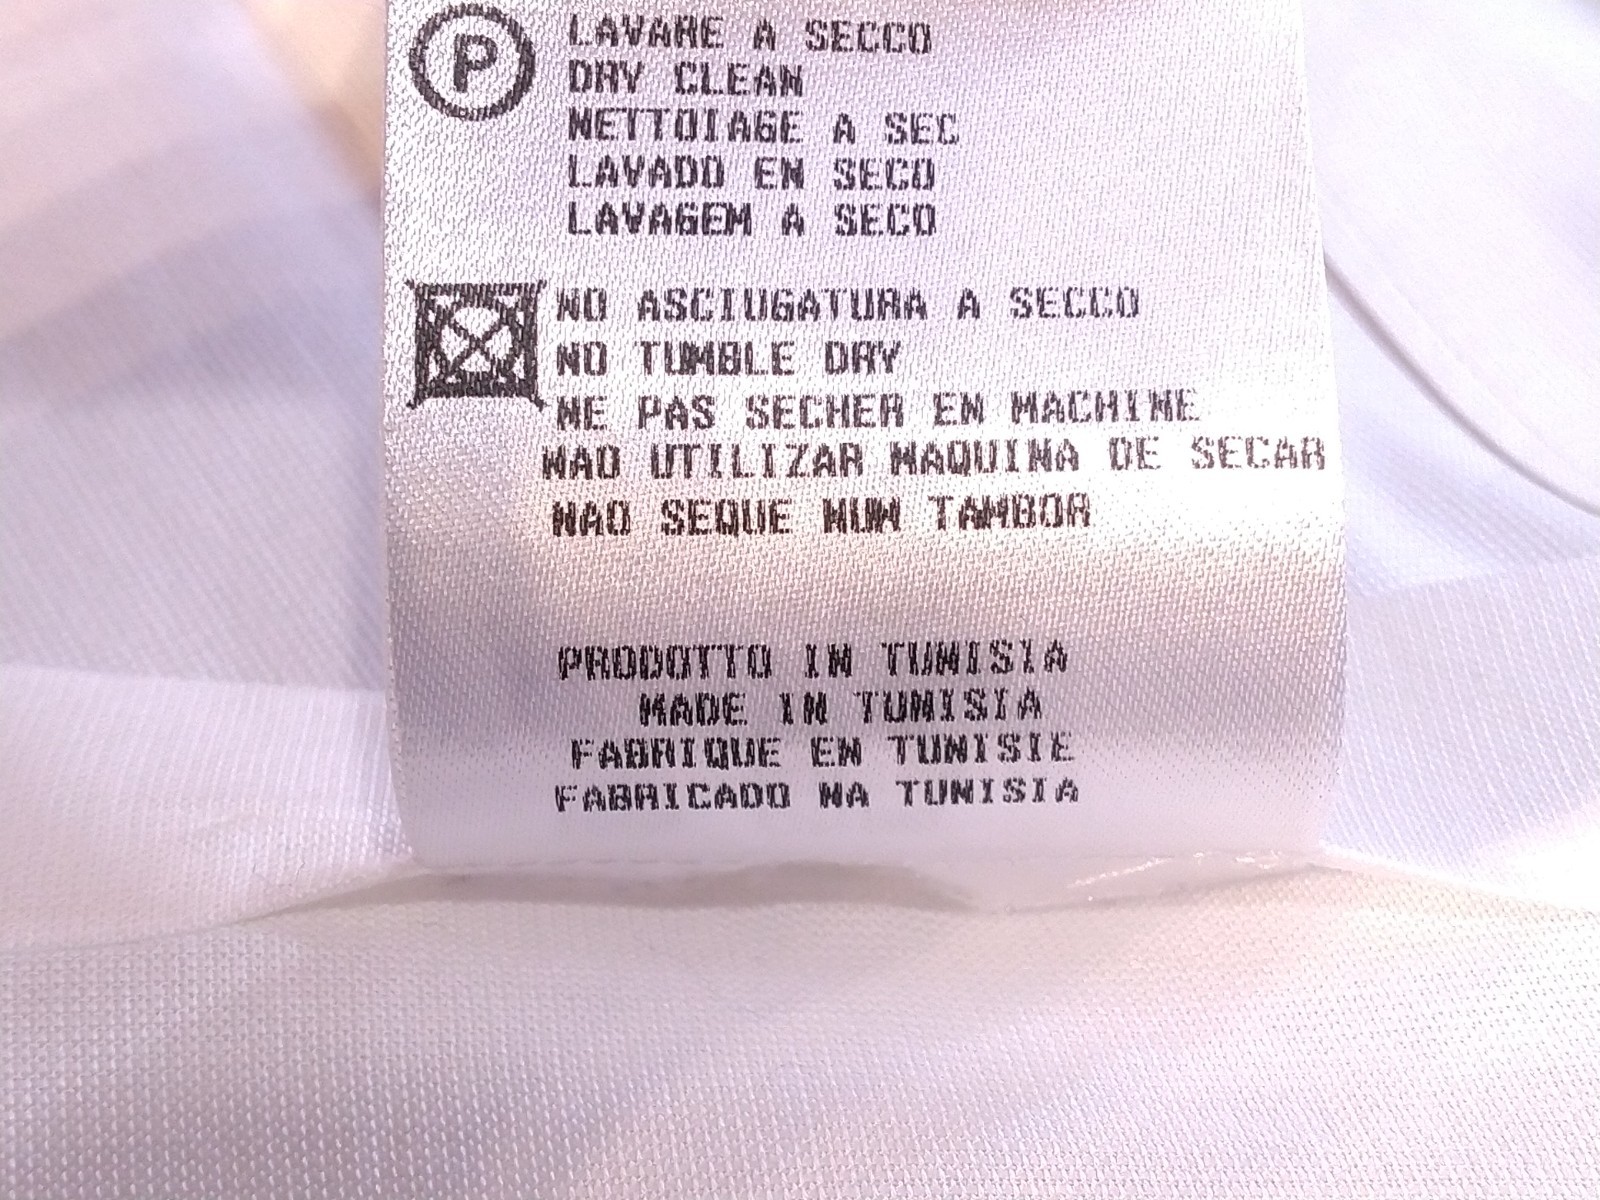 P
LAVARE A SECCO
DRY CLEAN
NETTOIAGE A SEC
LAVADO EN SECO
LAVAGEM A SECO
NO ASCIUGATURA A SECCO
NO TUMBLE DRY
NE PAS SECHER EN MACHINE
NAO UTILIZAR MAQUINA DE SECAR
NAO SEQUE NUM TAMBOR
PRODOTTO IN TUNISIA
MADE IN TUNISIA
FABRIQUE EN TUNISIE
FABRICADO NA TUNISIA